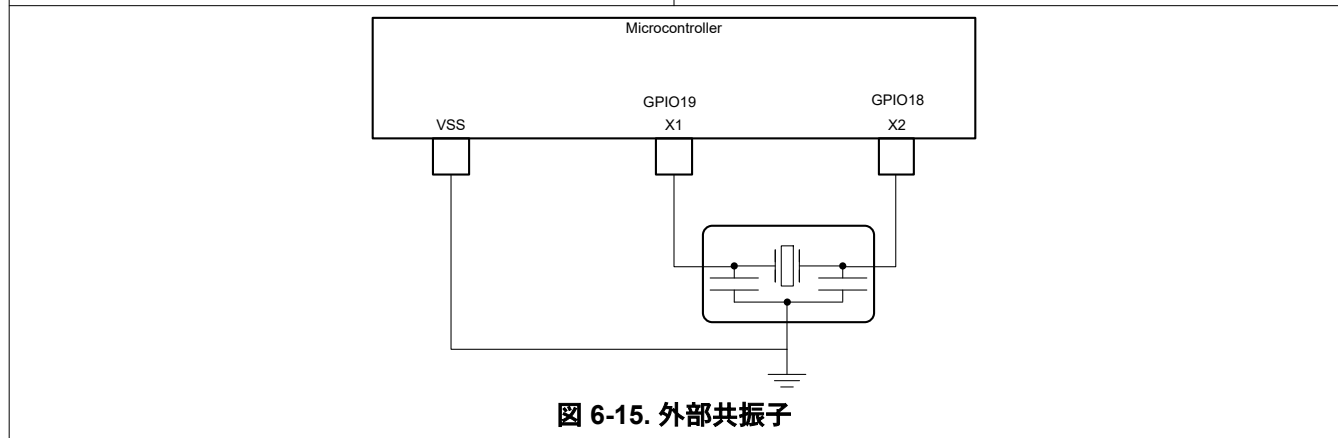 Microcontroller
GPIO19
GPIO18
VSS
X1
X2
図 6-15. 外部共振子